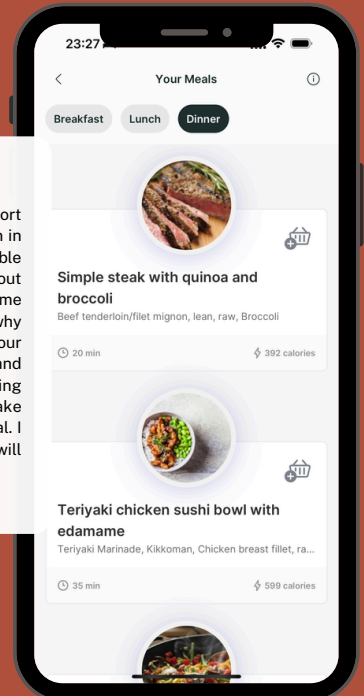 23:27
Your Meals
Breakfast Lunch Dinner
ort
in
out
me
why
our
and
ing
ake
al. I
will
Simple steak with quinoa and
broccoli
Beef tenderloin/filet mignon, lean, raw, Broccoli
20 min 392 calories
Teriyaki chicken sushi bowl with
edamame
Teriyaki Marinade, Kikkoman, Chicken breast fillet, ra...
35 min 599 calories